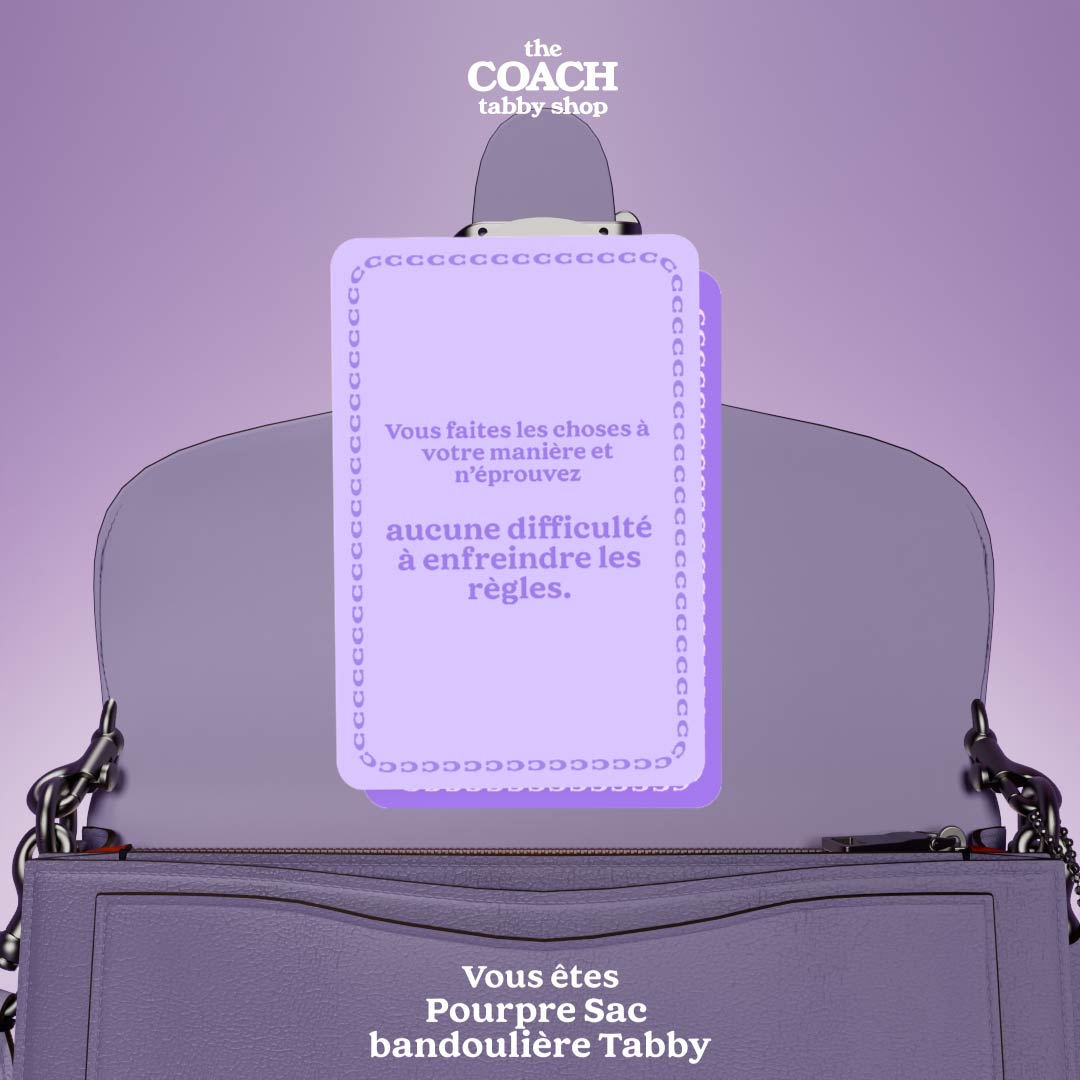 the
COACH
tabby shop
Vous faites les choses à
votre manière et
n’éprouvez
aucune difficulté
à enfreindre les
règles.
Vous êtes
Pourpre Sac
bandoulière Tabby